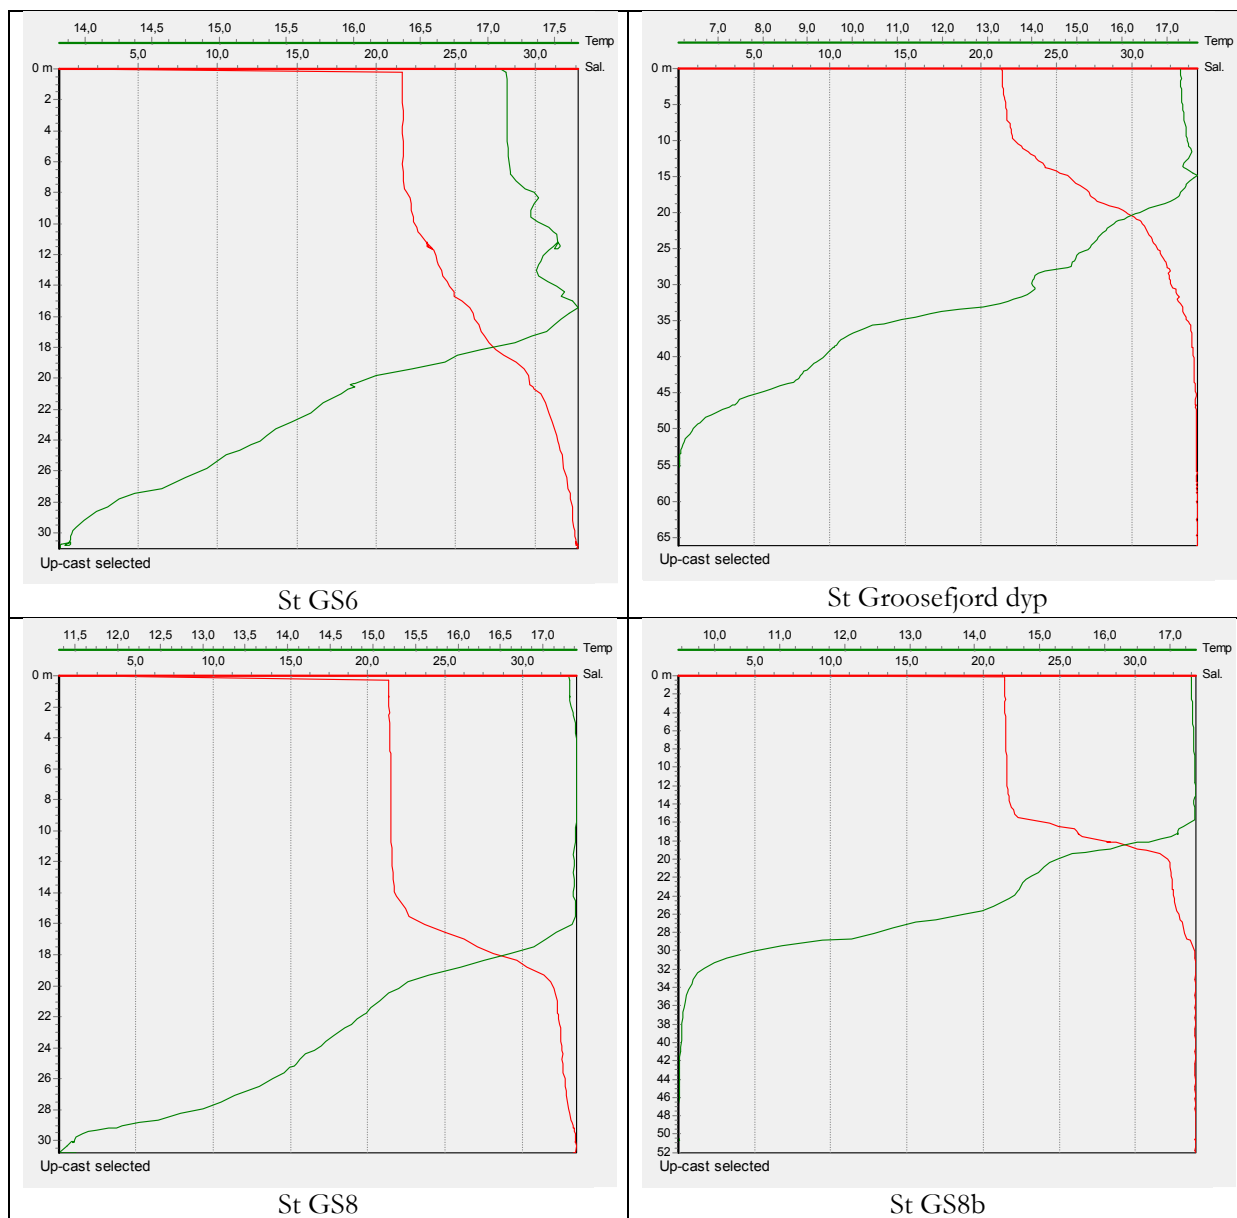 14,0 14,5 15,0 15,5 16,0 16,5 17,0 17,5
Temp
5,0 10,0 15,0 20,0 25,0 30,0
Sal.
0 m
2
4
6
8
10
12
14
16
18
20
22
24
26
28
30
Up-cast selected
St GS6
7,0 8,0 9,0 10,0 11,0 12,0 13,0 14,0 15,0 16,0 17,0
Temp
5,0 10,0 15,0 20,0 25,0 30,0
Sal.
0 m
5
10
15
20
25
30
35
40
45
50
55
60
65
Up-cast selected
St Groosefjord dyp
11,5 12,0 12,5 13,0 13,5 14,0 14,5 15,0 15,5 16,0 16,5 17,0
Temp
5,0 10,0 15,0 20,0 25,0 30,0
Sal.
0 m
2
4
6
8
10
12
14
16
18
20
22
24
26
28
30
Up-cast selected
St GS8
10,0 11,0 12,0 13,0 14,0 15,0 16,0 17,0
Temp
5,0 10,0 15,0 20,0 25,0 30,0
Sal.
0 m
2
4
6
8
10
12
14
16
18
20
22
24
26
28
30
32
34
36
38
40
42
44
46
48
50
52
Up-cast selected
St GS8b